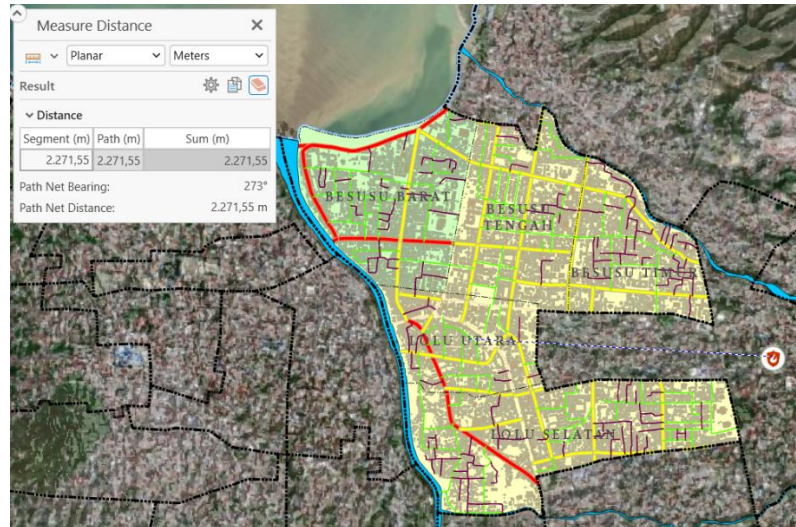 Measure Distance
Planar
Meters
Result
Distance
Segment (m) Path (m) Sum (m)
2.271,55 2.271,55 2.271,55
Path Net Bearing: 273°
Path Net Distance: 2.271,55 m
BESUSU BARAT
BESUSU
TENGAH
BESUSU TIMUR
LOLU UTARA
LOLU SELATAN